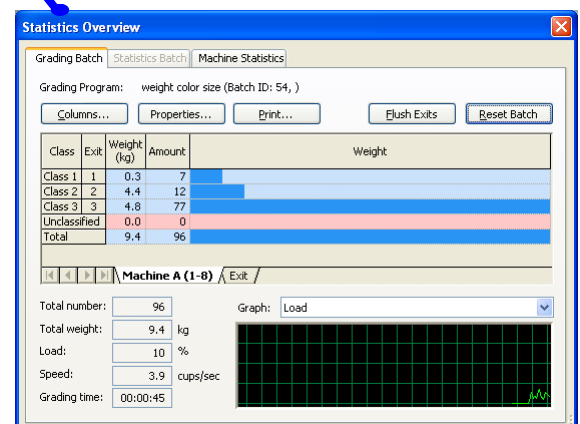 Statistics Overview
Grading Batch Statistics Batch Machine Statistics
Grading Program: weight color size (Batch ID: 54, )
Columns... Properties... Print... Flush Exits Reset Batch
Class Exit Weight (kg) Amount Weight
Class 1 1 0.3 7
Class 2 2 4.4 12
Class 3 3 4.8 77
Unclassified 0.0 0
Total 9.4 96
Machine A (1-8) Exit
Total number: 96 Graph: Load
Total weight: 9.4 kg
Load: 10 %
Speed: 3.9 cups/sec
Grading time: 00:00:45